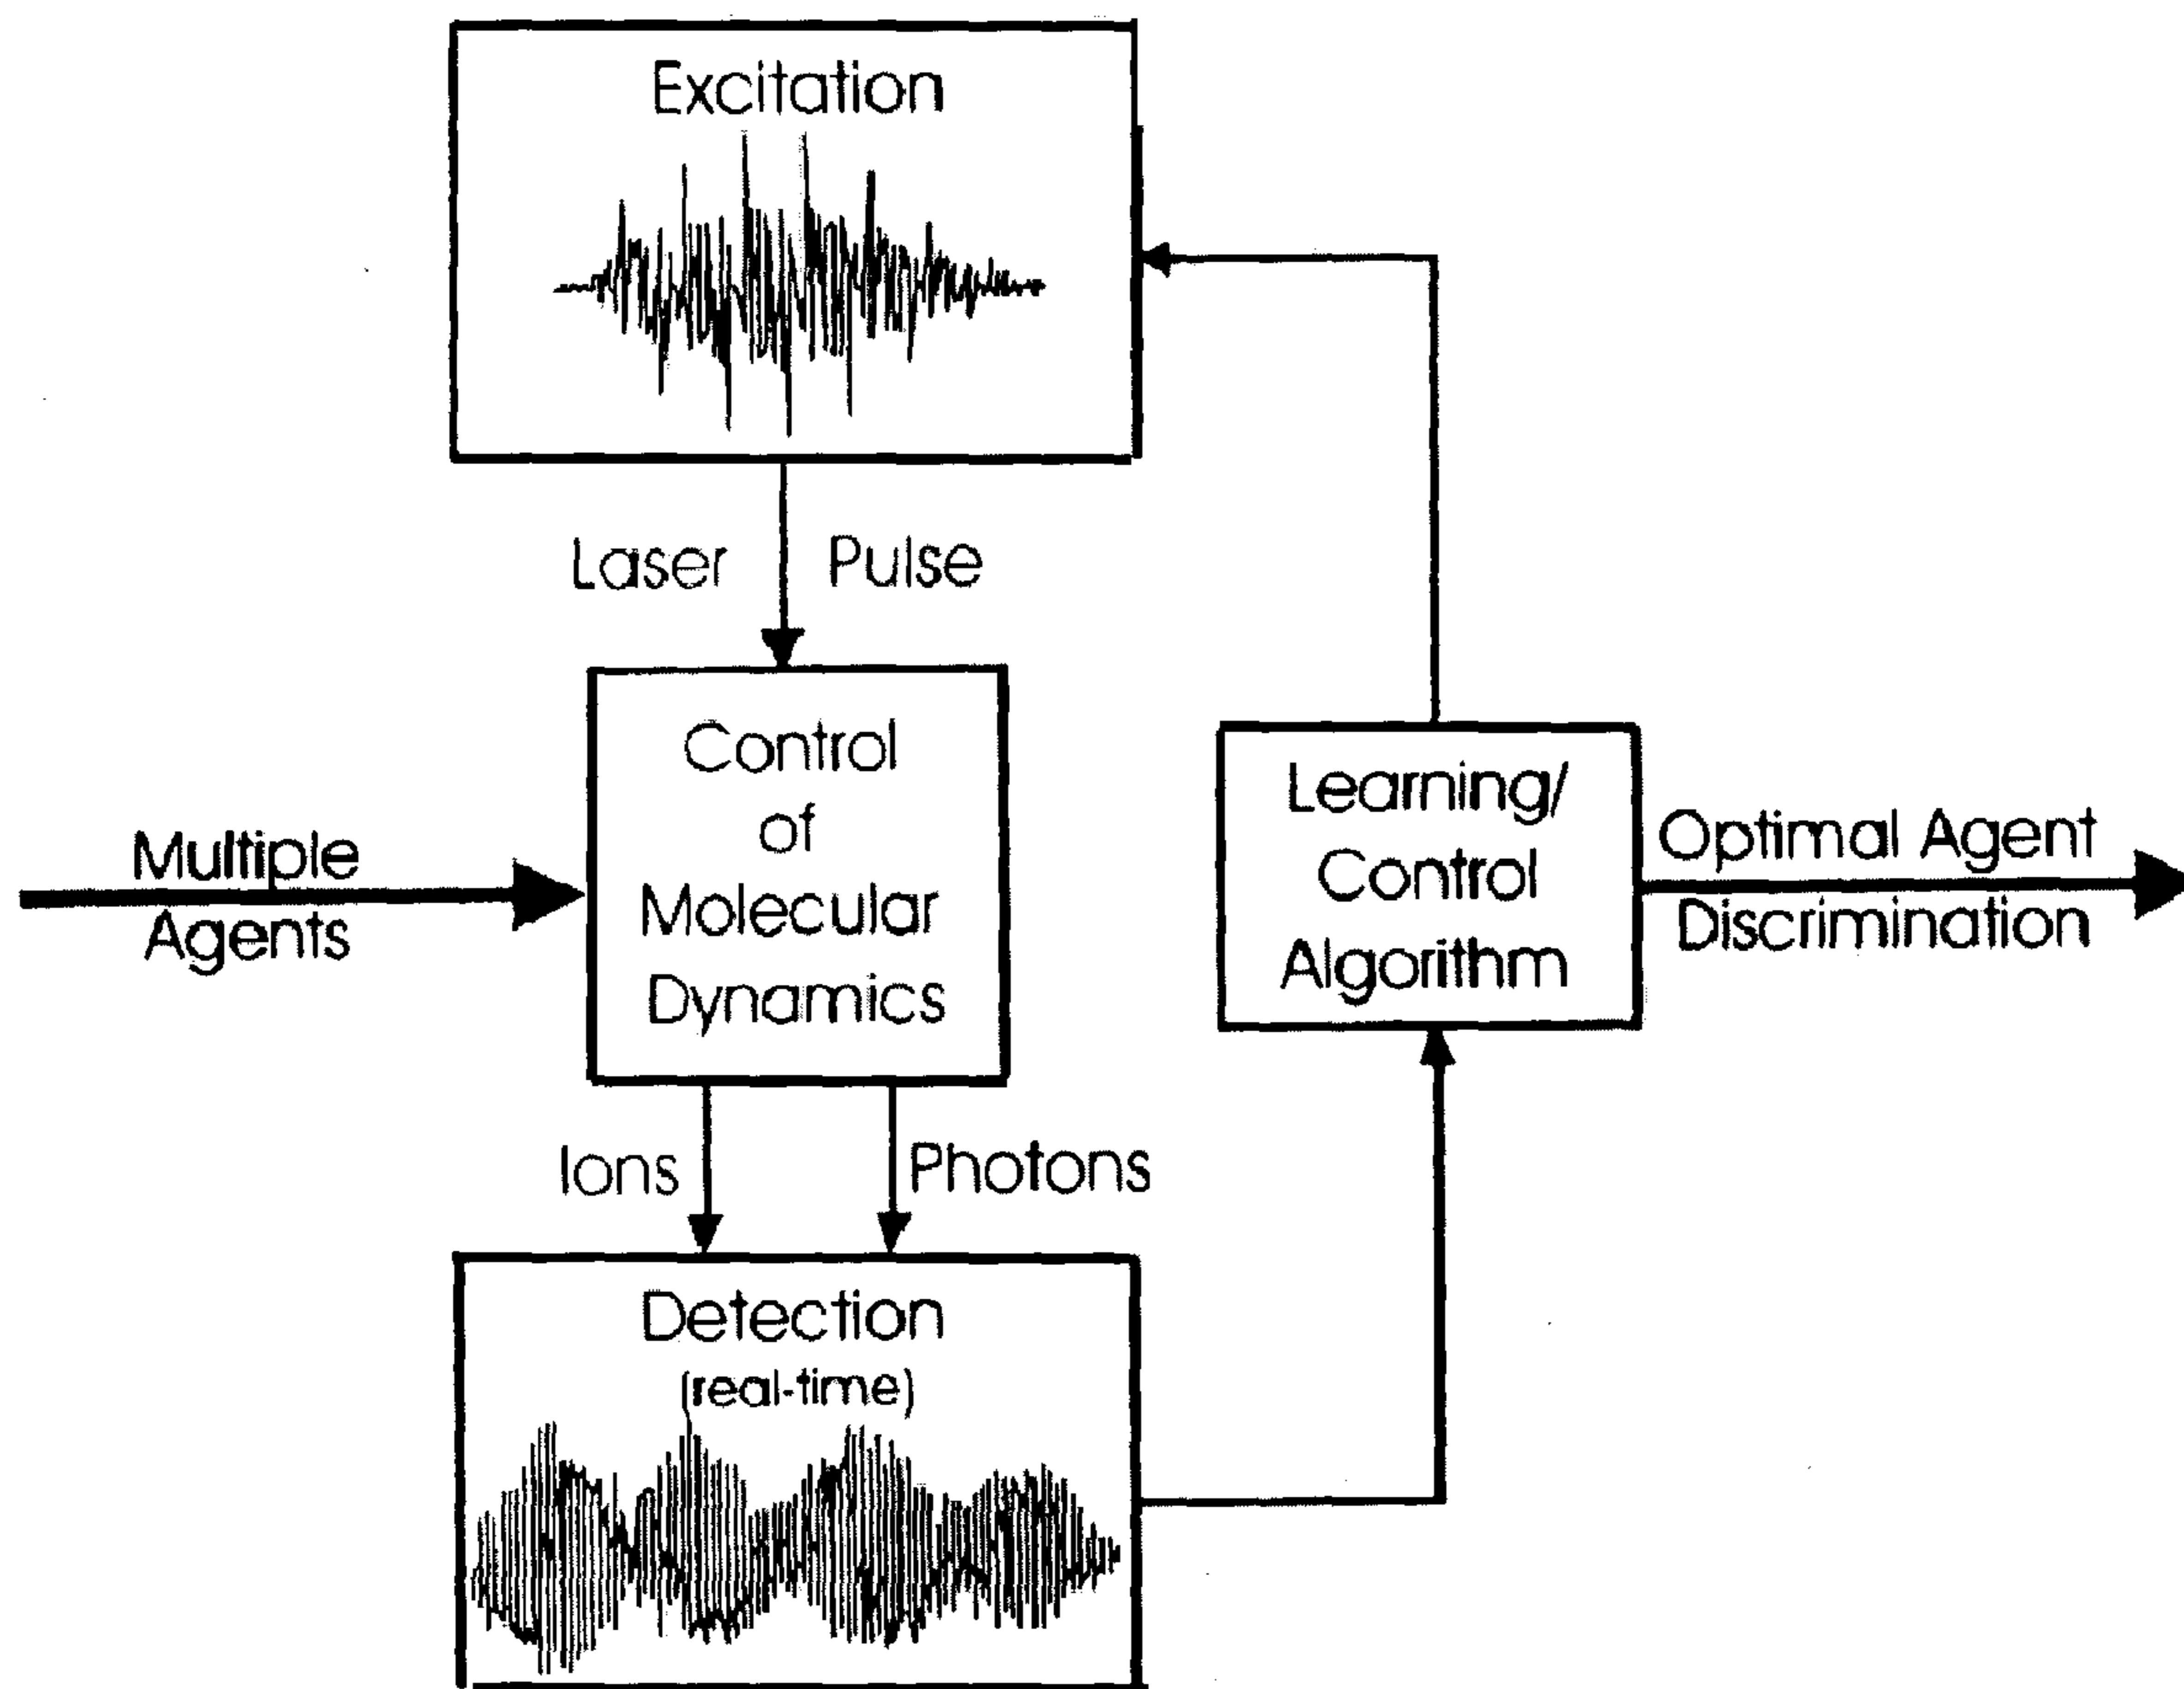 Excitation
Laser Pulse
Control
of
Molecular
Dynamics
Multiple
Agents
Learning/
Control
Algorithm
Optimal Agent
Discrimination
Ions
Photons
Detection
(real-time)